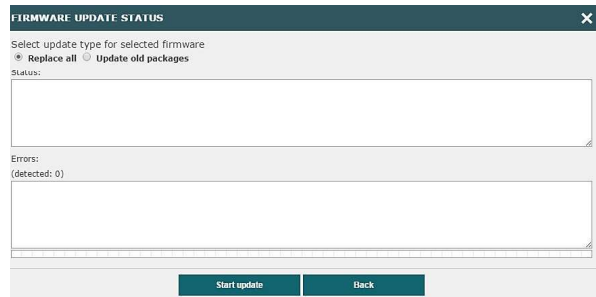 FIRMWARE UPDATE STATUS
Select update type for selected firmware
Replace all Update old packages
Status:
Errors:
(detected: 0)
Start update Back